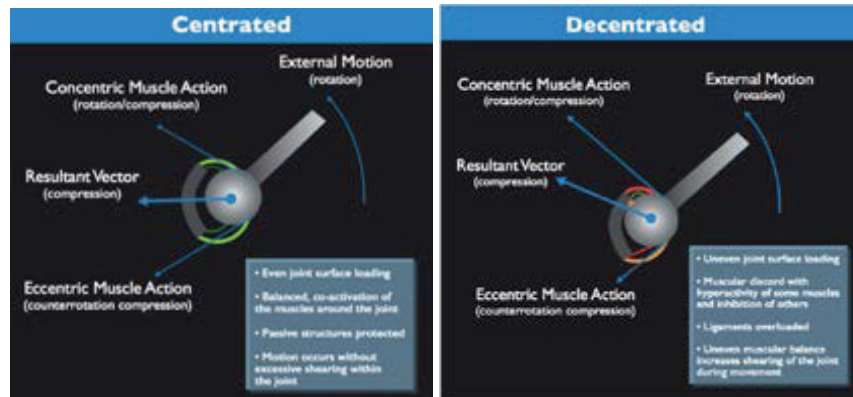 Centrated
External Motion
(rotation)
Concentric Muscle Action
(rotation/compression)
Resultant Vector
(compression)
Eccentric Muscle Action
(counterrotation compression)
• Even joint surface loading
• Balanced, co-activation of
the muscles around the joint
• Passive structures protected
• Motion occurs without
excessive shearing within
the joint
Decentrated
Concentric Muscle Action
(rotation/compression)
External Motion
(rotation)
Resultant Vector
(compression)
Eccentric Muscle Action
(counterrotation compression)
• Uneven joint surface loading
• Muscular discord with
hyperactivity of some muscles
and inhibition of others
• Ligaments overloaded
• Uneven muscular balance
increases shearing of the joint
during movement